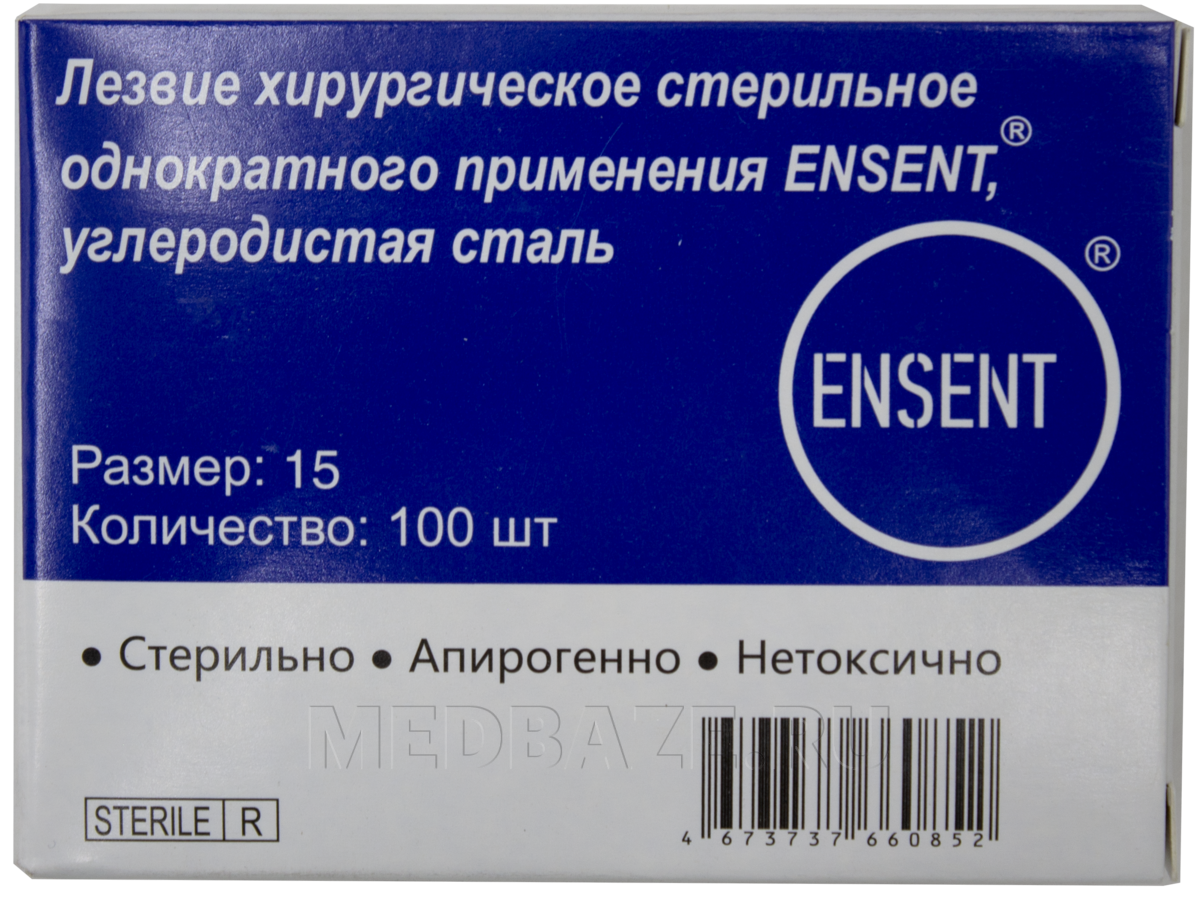 Лезвие хирургическое стерильное
однократного применения ENSENT,®
углеродистая сталь
®
ENSENT
Размер: 15
Количество: 100 шт
• Стерильно • Апирогенно • Нетоксично
MEDBAZE.RU
STERILE R
4 673737 660852